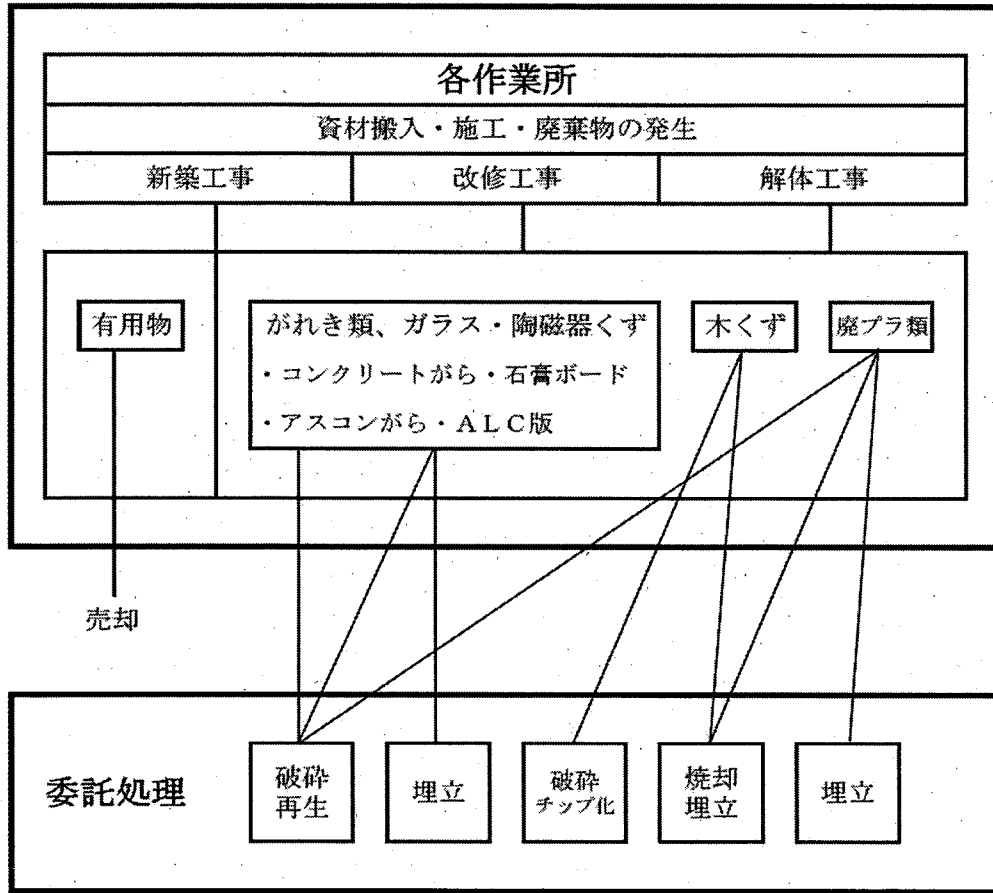 各作業所
資材搬入・施工・廃棄物の発生
新築工事
改修工事
解体工事
有用物
がれき類、ガラス・陶磁器くず
・コンクリートがら・石膏ボード
・アスコンがら・ALC版
木くず
廃プラ類
売却
委託処理
破砕
再生
埋立
破砕
チップ化
焼却
埋立
埋立